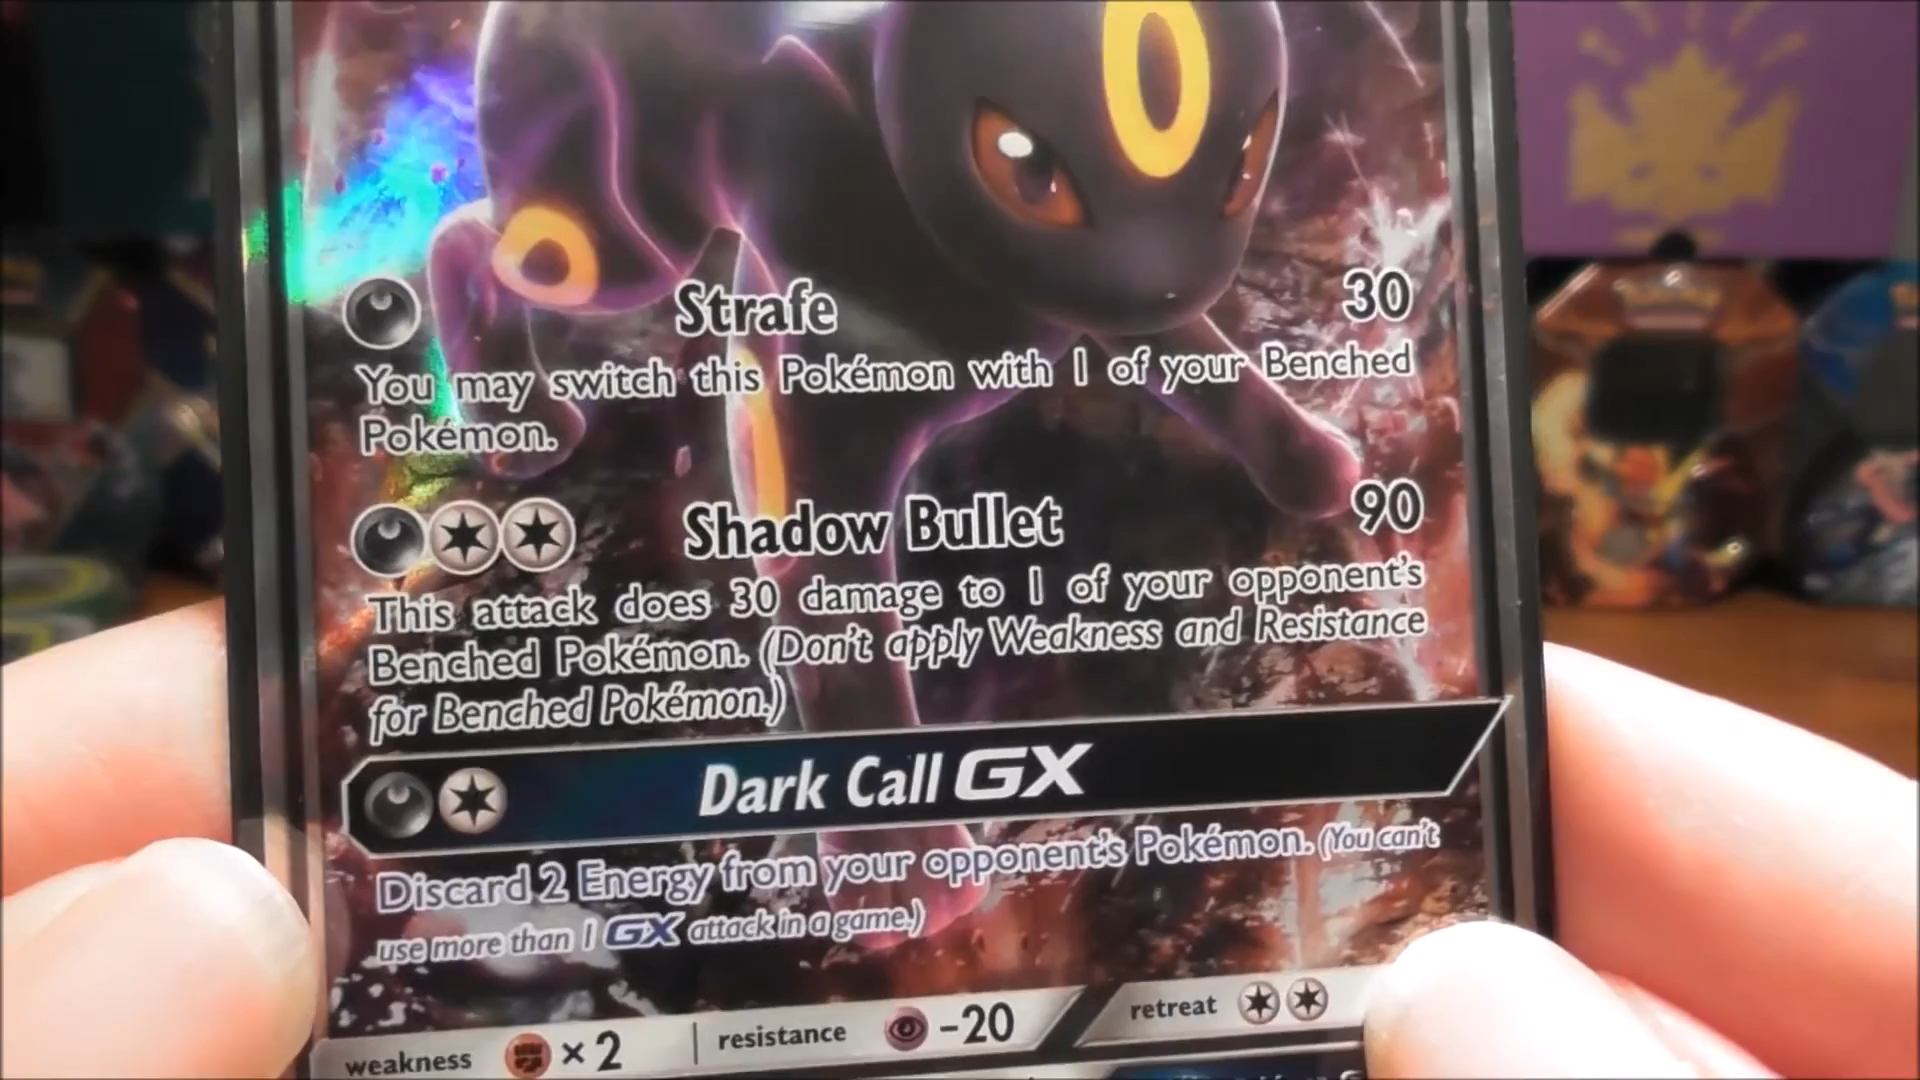 Strafe 30
You may switch this Pokémon with 1 of your Benched
Pokémon.
Shadow Bullet 90
This attack does 30 damage to 1 of your opponent's
Benched Pokémon. (Don't apply Weakness and Resistance
for Benched Pokémon.)
Dark Call GX
Discard 2 Energy from your opponent's Pokémon. (You can't
use more than 1 GX attack in a game.)
weakness ×2 resistance -20 retreat